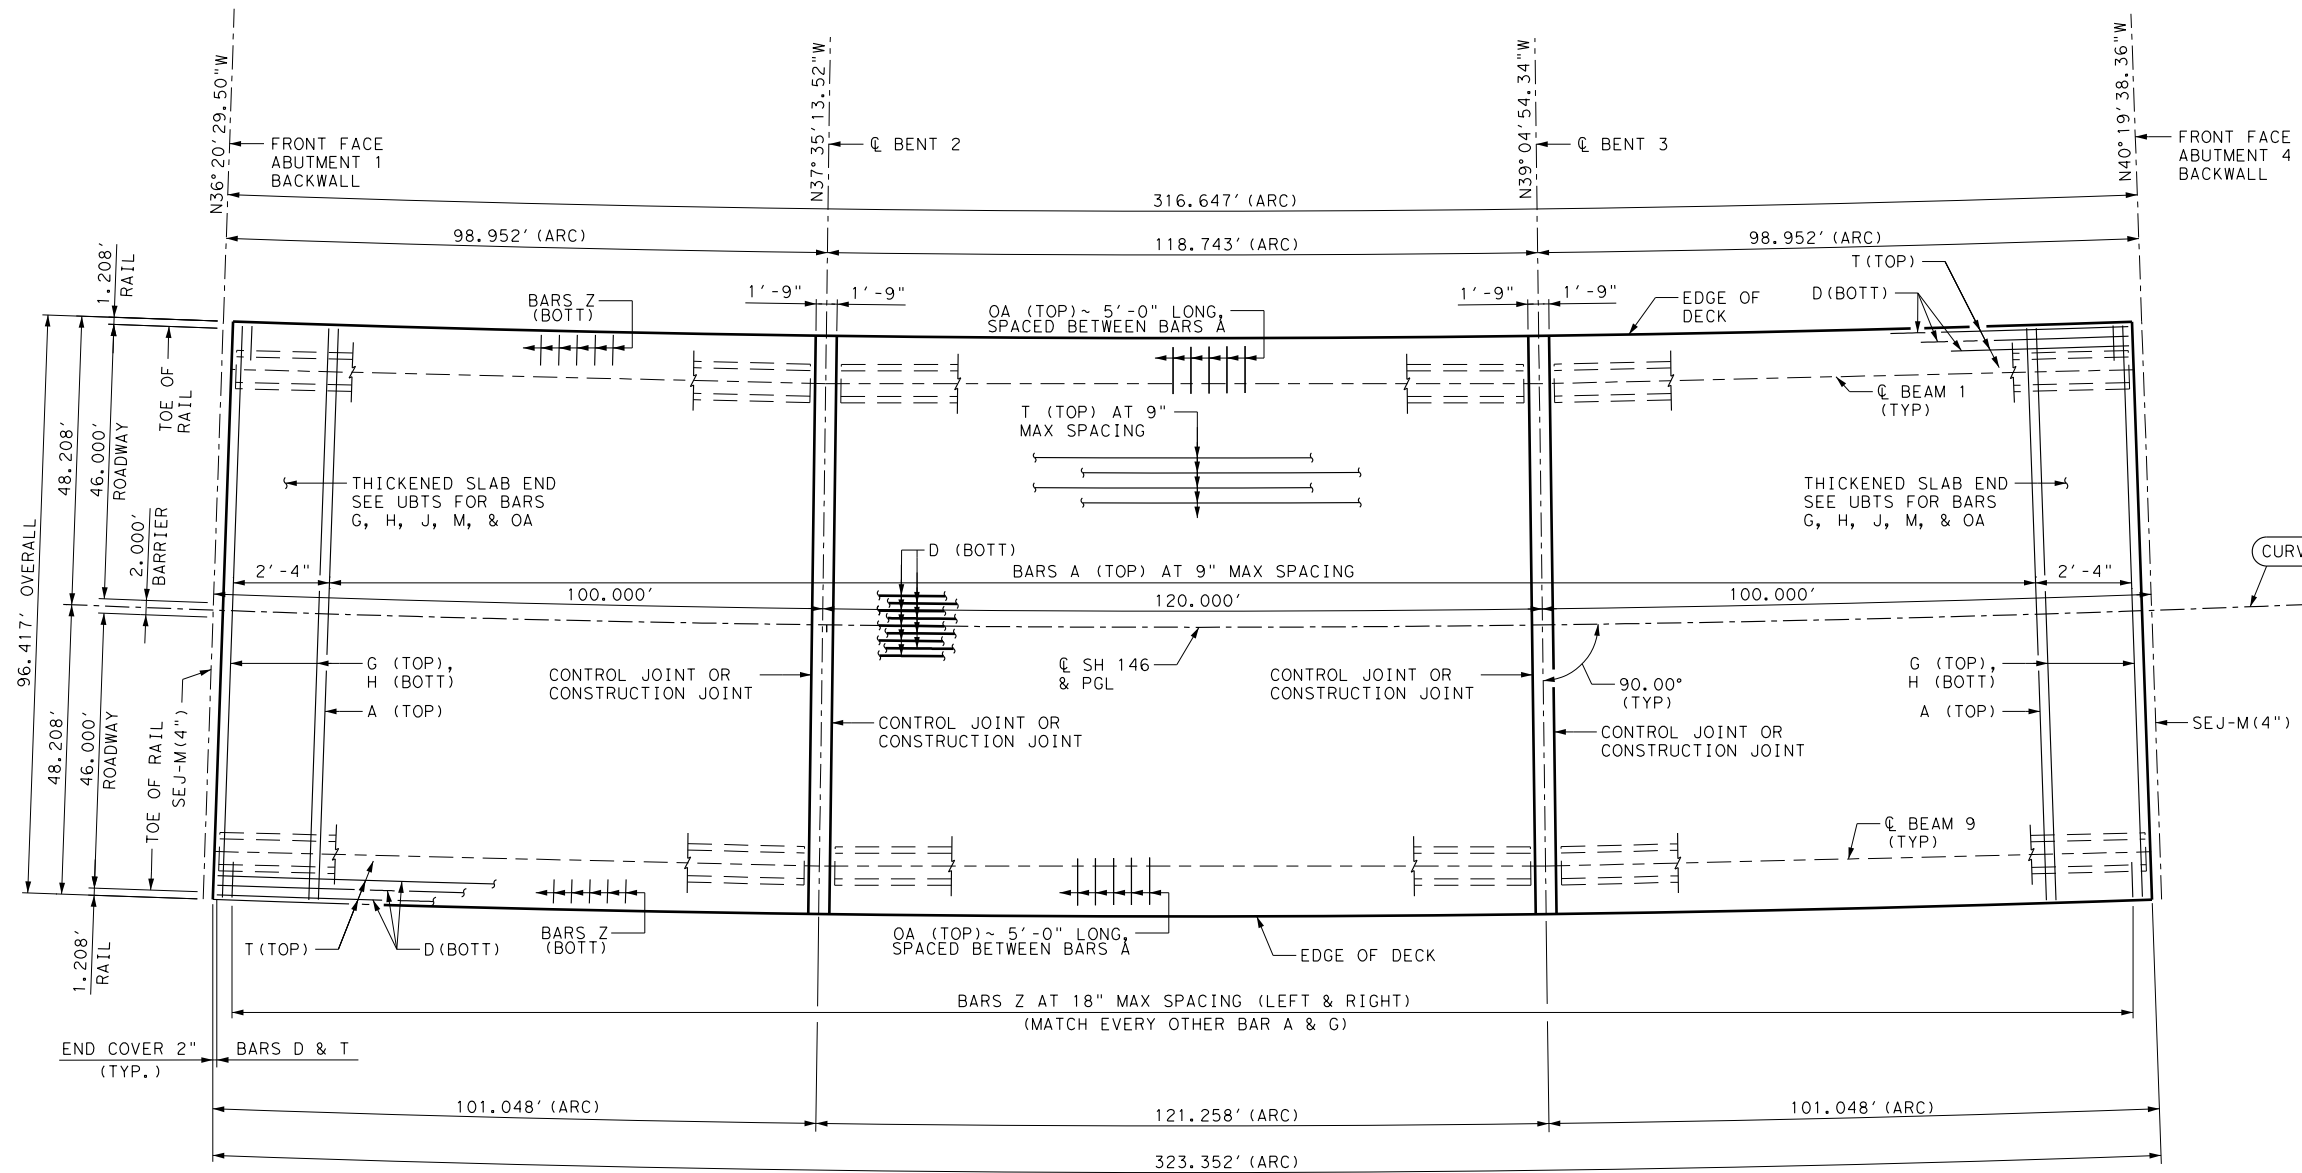 N36°20'29.50"W
N37°35'13.52"W
N39°04'54.34"W
N40°19'38.36"W
FRONT FACE
ABUTMENT 1
BACKWALL
℄ BENT 2
℄ BENT 3
FRONT FACE
ABUTMENT 4
BACKWALL
316.647' (ARC)
98.952' (ARC)
118.743' (ARC)
98.952' (ARC)
1.208'
RAIL
BARS Z
(BOTT)
1'-9"
1'-9"
OA (TOP)~ 5'-0" LONG,
SPACED BETWEEN BARS A
1'-9"
1'-9"
EDGE OF
DECK
T(TOP)
D(BOTT)
TOE OF
RAIL
℄ BEAM 1
(TYP)
T (TOP) AT 9"
MAX SPACING
96.417' OVERALL
48.208'
46.000'
ROADWAY
2.000'
BARRIER
THICKENED SLAB END
SEE UBTS FOR BARS
G, H, J, M, & OA
THICKENED SLAB END
SEE UBTS FOR BARS
G, H, J, M, & OA
D (BOTT)
CURV
2'-4"
BARS A (TOP) AT 9" MAX SPACING
2'-4"
100.000'
120.000'
100.000'
48.208'
46.000'
ROADWAY
TOE OF RAIL
SEJ-M(4")
G (TOP),
H (BOTT)
A (TOP)
CONTROL JOINT OR
CONSTRUCTION JOINT
℄ SH 146
& PGL
CONTROL JOINT OR
CONSTRUCTION JOINT
90.00°
(TYP)
G (TOP),
H (BOTT)
A (TOP)
CONTROL JOINT OR
CONSTRUCTION JOINT
CONTROL JOINT OR
CONSTRUCTION JOINT
SEJ-M(4")
℄ BEAM 9
(TYP)
1.208'
RAIL
T(TOP)
D(BOTT)
BARS Z
(BOTT)
OA (TOP)~ 5'-0" LONG,
SPACED BETWEEN BARS A
EDGE OF DECK
BARS Z AT 18" MAX SPACING (LEFT & RIGHT)
(MATCH EVERY OTHER BAR A & G)
END COVER 2"
(TYP.)
BARS D & T
101.048' (ARC)
121.258' (ARC)
101.048' (ARC)
323.352' (ARC)